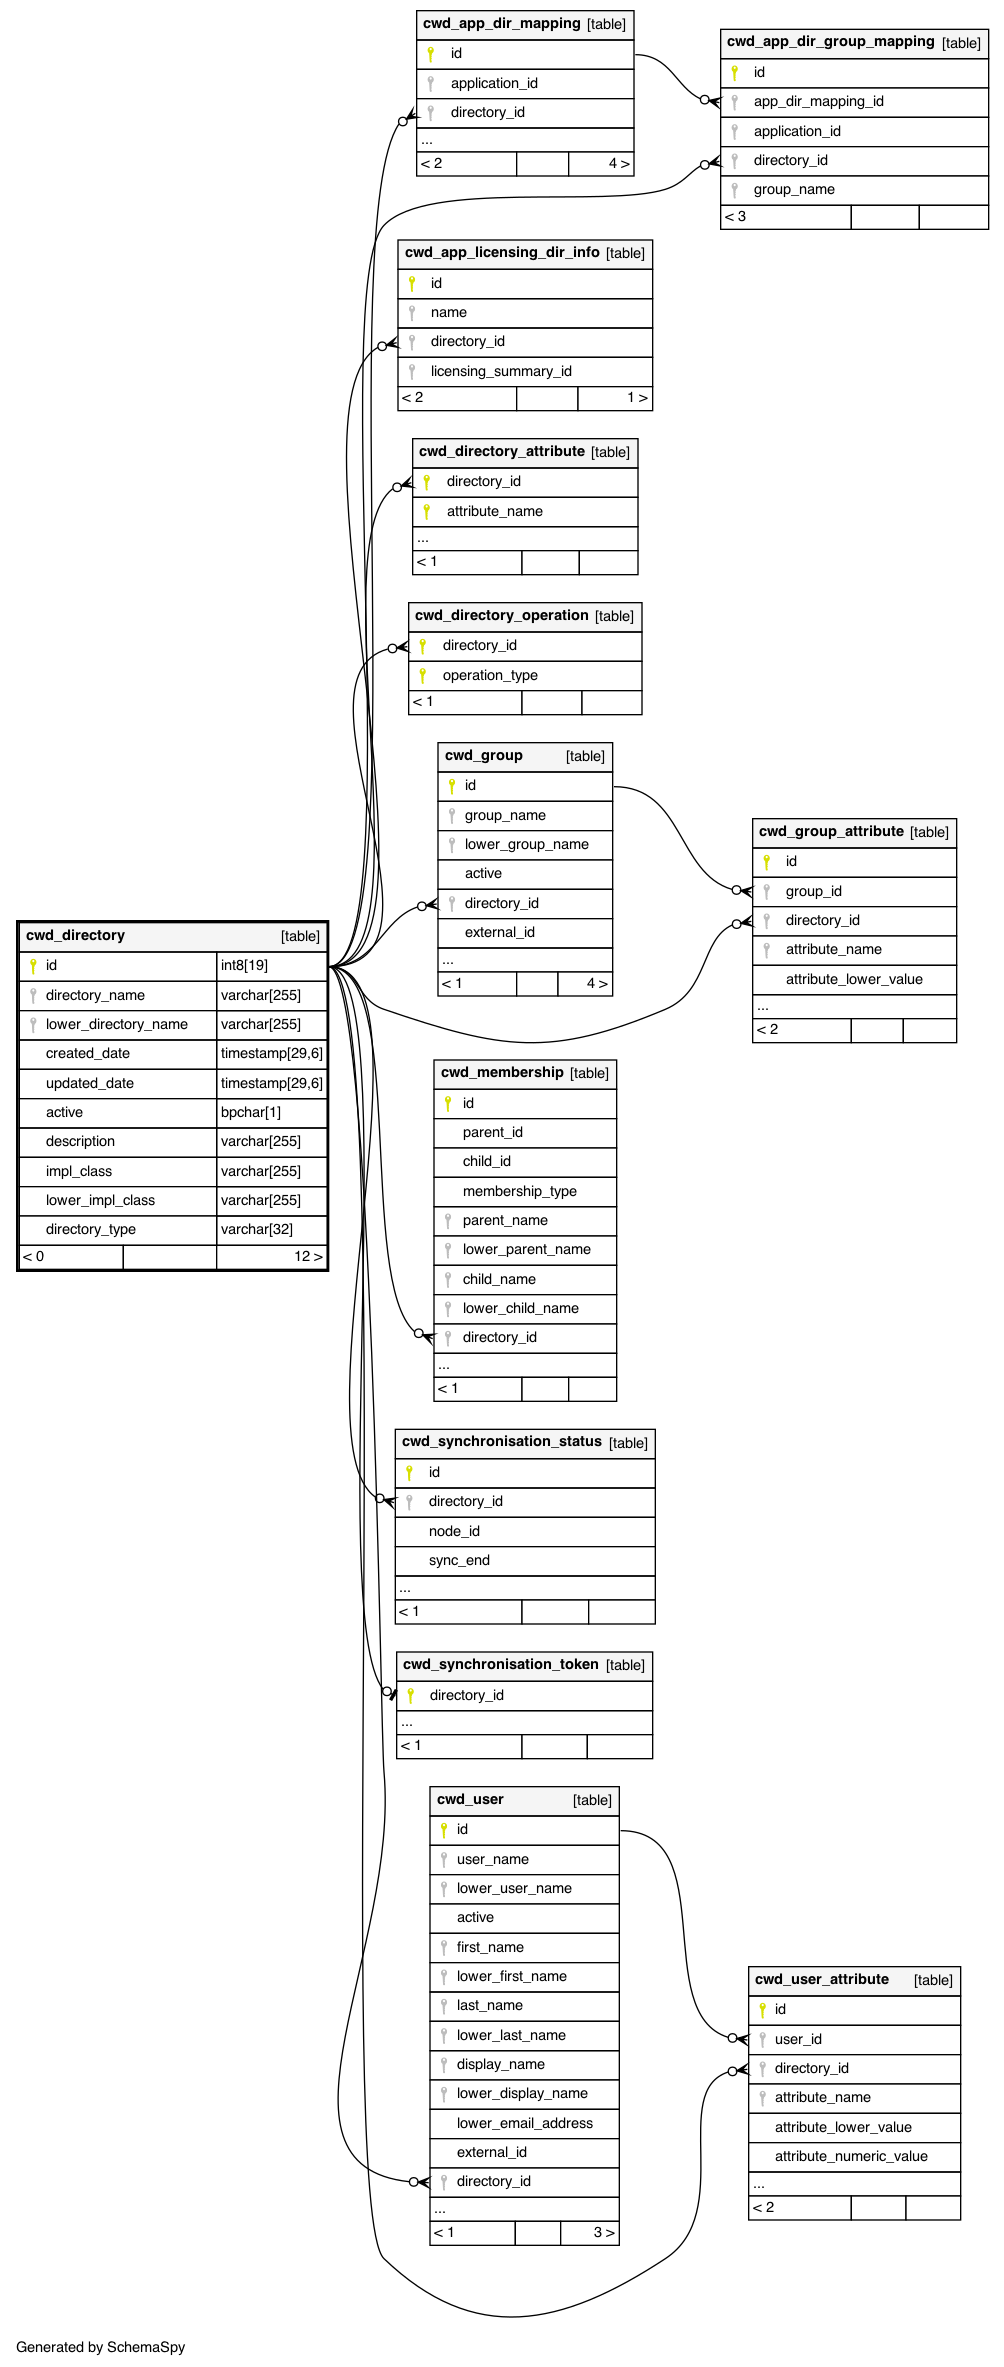 cwd_app_dir_mapping [table]
id
application_id
directory_id
...
< 2 4 >
cwd_app_dir_group_mapping [table]
id
app_dir_mapping_id
application_id
directory_id
group_name
< 3
cwd_app_licensing_dir_info [table]
id
name
directory_id
licensing_summary_id
< 2 1 >
cwd_directory_attribute [table]
directory_id
attribute_name
...
< 1
cwd_directory_operation [table]
directory_id
operation_type
< 1
cwd_group [table]
id
group_name
lower_group_name
active
directory_id
external_id
...
< 1 4 >
cwd_group_attribute [table]
id
group_id
directory_id
attribute_name
attribute_lower_value
...
< 2
cwd_directory [table]
id int8[19]
directory_name varchar[255]
lower_directory_name varchar[255]
created_date timestamp[29,6]
updated_date timestamp[29,6]
active bpchar[1]
description varchar[255]
impl_class varchar[255]
lower_impl_class varchar[255]
directory_type varchar[32]
< 0 12 >
cwd_membership [table]
id
parent_id
child_id
membership_type
parent_name
lower_parent_name
child_name
lower_child_name
directory_id
...
< 1
cwd_synchronisation_status [table]
id
directory_id
node_id
sync_end
...
< 1
cwd_synchronisation_token [table]
directory_id
...
< 1
cwd_user [table]
id
user_name
lower_user_name
active
first_name
lower_first_name
last_name
lower_last_name
display_name
lower_display_name
lower_email_address
external_id
directory_id
...
< 1 3 >
cwd_user_attribute [table]
id
user_id
directory_id
attribute_name
attribute_lower_value
attribute_numeric_value
...
< 2
Generated by SchemaSpy